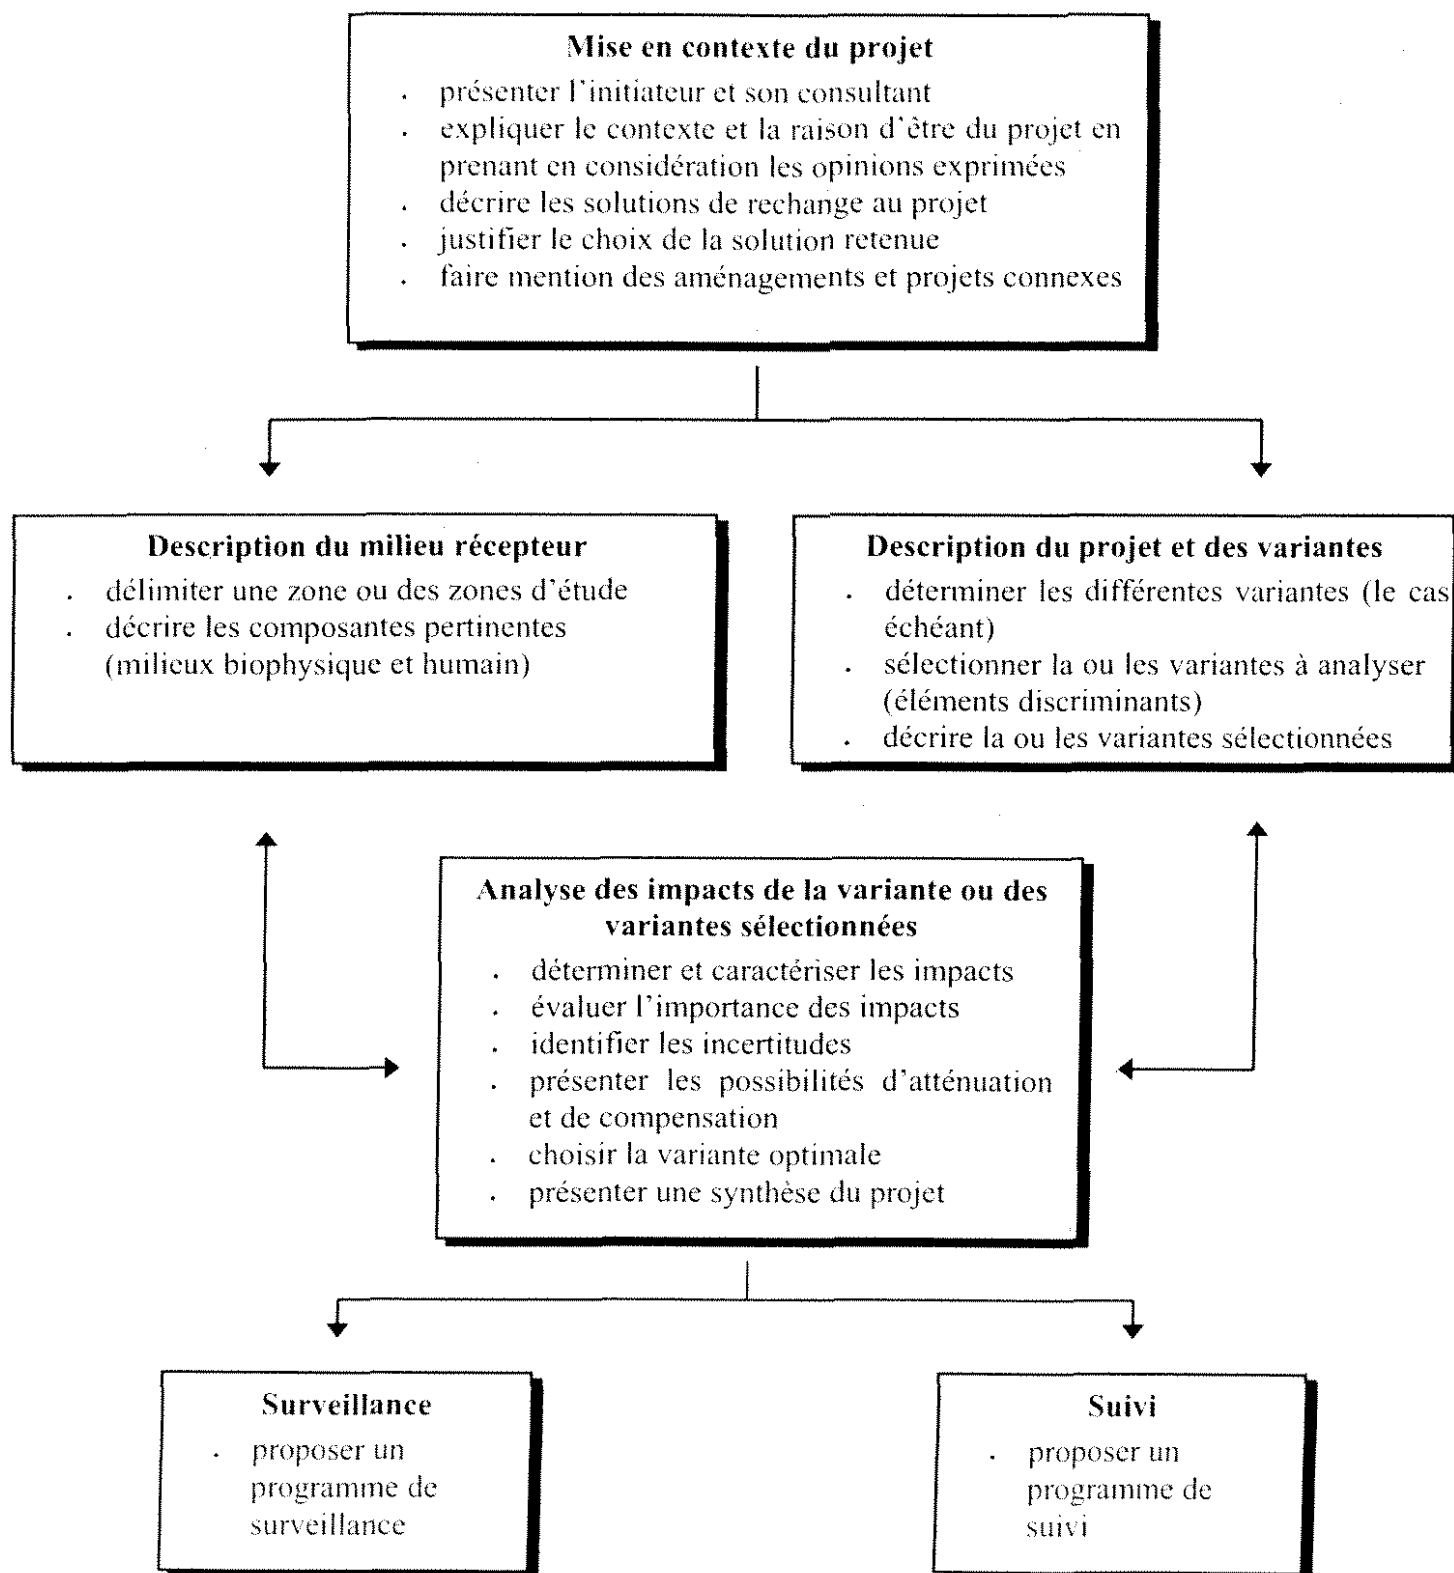 Mise en contexte du projet
. présenter l'initiateur et son consultant
. expliquer le contexte et la raison d'être du projet en
prenant en considération les opinions exprimées
. décrire les solutions de rechange au projet
. justifier le choix de la solution retenue
. faire mention des aménagements et projets connexes
Description du milieu récepteur
. délimiter une zone ou des zones d'étude
. décrire les composantes pertinentes
(milieux biophysique et humain)
Description du projet et des variantes
. déterminer les différentes variantes (le cas
échéant)
. sélectionner la ou les variantes à analyser
(éléments discriminants)
. décrire la ou les variantes sélectionnées
Analyse des impacts de la variante ou des
variantes sélectionnées
. déterminer et caractériser les impacts
. évaluer l'importance des impacts
. identifier les incertitudes
. présenter les possibilités d'atténuation
et de compensation
. choisir la variante optimale
. présenter une synthèse du projet
Surveillance
. proposer un
programme de
surveillance
Suivi
. proposer un
programme de
suivi